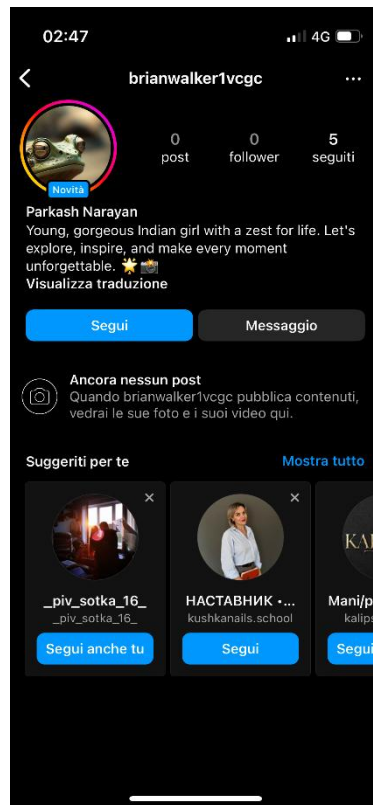 02:47
4G
brianwalker1vcgc
0
post
0
follower
5
seguiti
Novità
Parkash Narayan
Young, gorgeous Indian girl with a zest for life. Let's
explore, inspire, and make every moment
unforgettable. 🌟📸
Visualizza traduzione
Segui
Messaggio
Ancora nessun post
Quando brianwalker1vcgc pubblica contenuti,
vedrai le sue foto e i suoi video qui.
Suggeriti per te
Mostra tutto
_piv_sotka_16_
_piv_sotka_16_
Segui anche tu
НАСТАВНИК •...
kushkanails.school
Segui
KAL
Mani/p
kalips
Segui